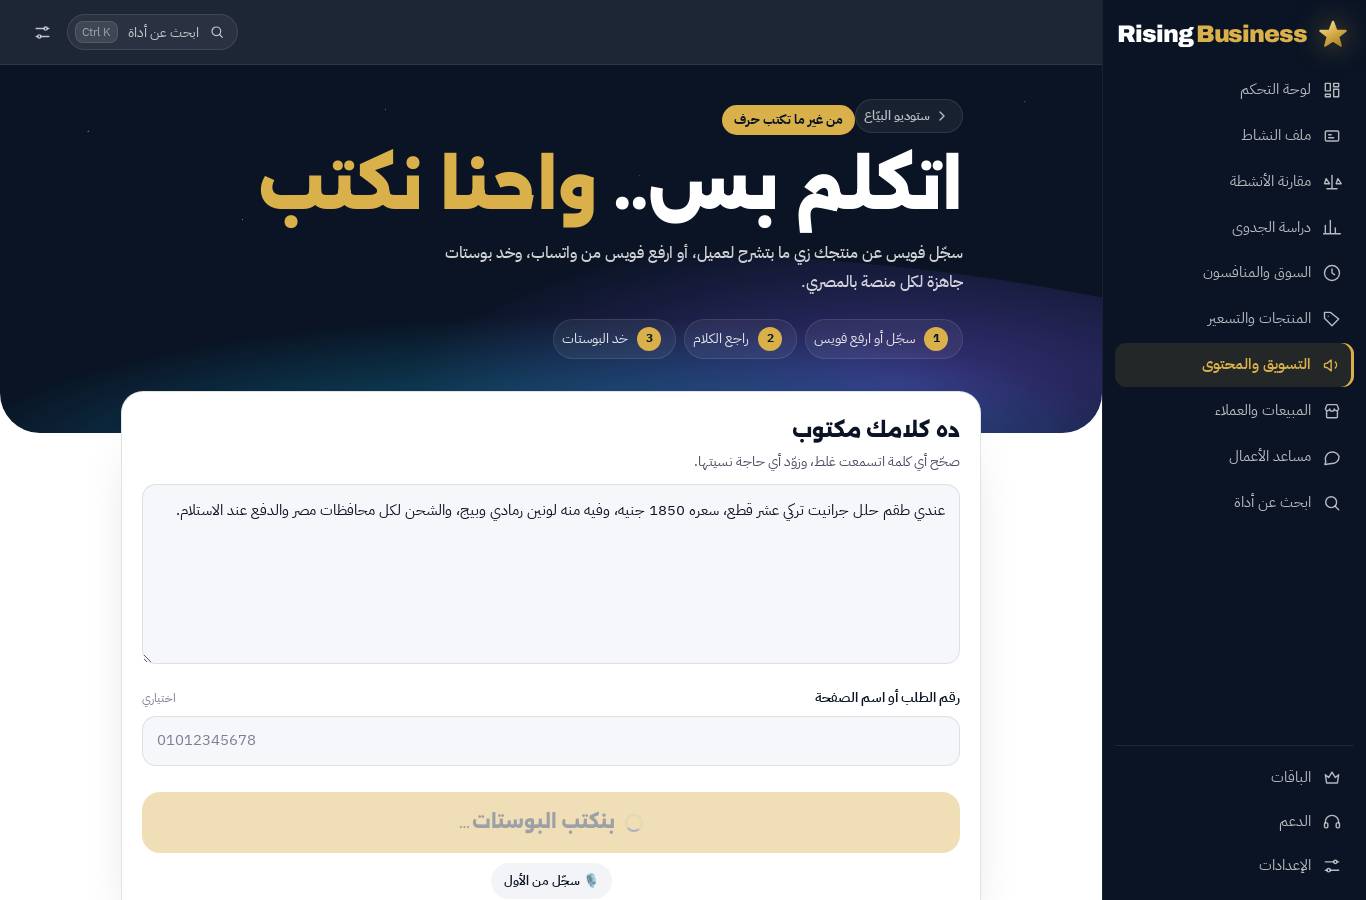 Rising Business
لوحة التحكم
ملف النشاط
مقارنة الأنشطة
دراسة الجدوى
السوق والمنافسون
المنتجات والتسعير
التسويق والمحتوى
المبيعات والعملاء
مساعد الأعمال
ابحث عن أداة
الباقات
الدعم
الإعدادات
ابحث عن أداة Ctrl K
ستوديو البيّاع
من غير ما تكتب حرف
اتكلم بس.. واحنا نكتب
سجّل فويس عن منتجك زي ما بتشرح لعميل، أو ارفع فويس من واتساب، وخد بوستات
جاهزة لكل منصة بالمصري.
1 سجّل أو ارفع فويس
2 راجع الكلام
3 خد البوستات
ده كلامك مكتوب
صحّح أي كلمة اتسمعت غلط، وزوّد أي حاجة نسيتها.
عندي طقم حلل جرانيت تركي عشر قطع، سعره 1850 جنيه، وفيه منه لونين رمادي وبيج، والشحن لكل محافظات مصر والدفع عند الاستلام.
رقم الطلب أو اسم الصفحة
اختياري
01012345678
بنكتب البوستات...
سجّل من الأول